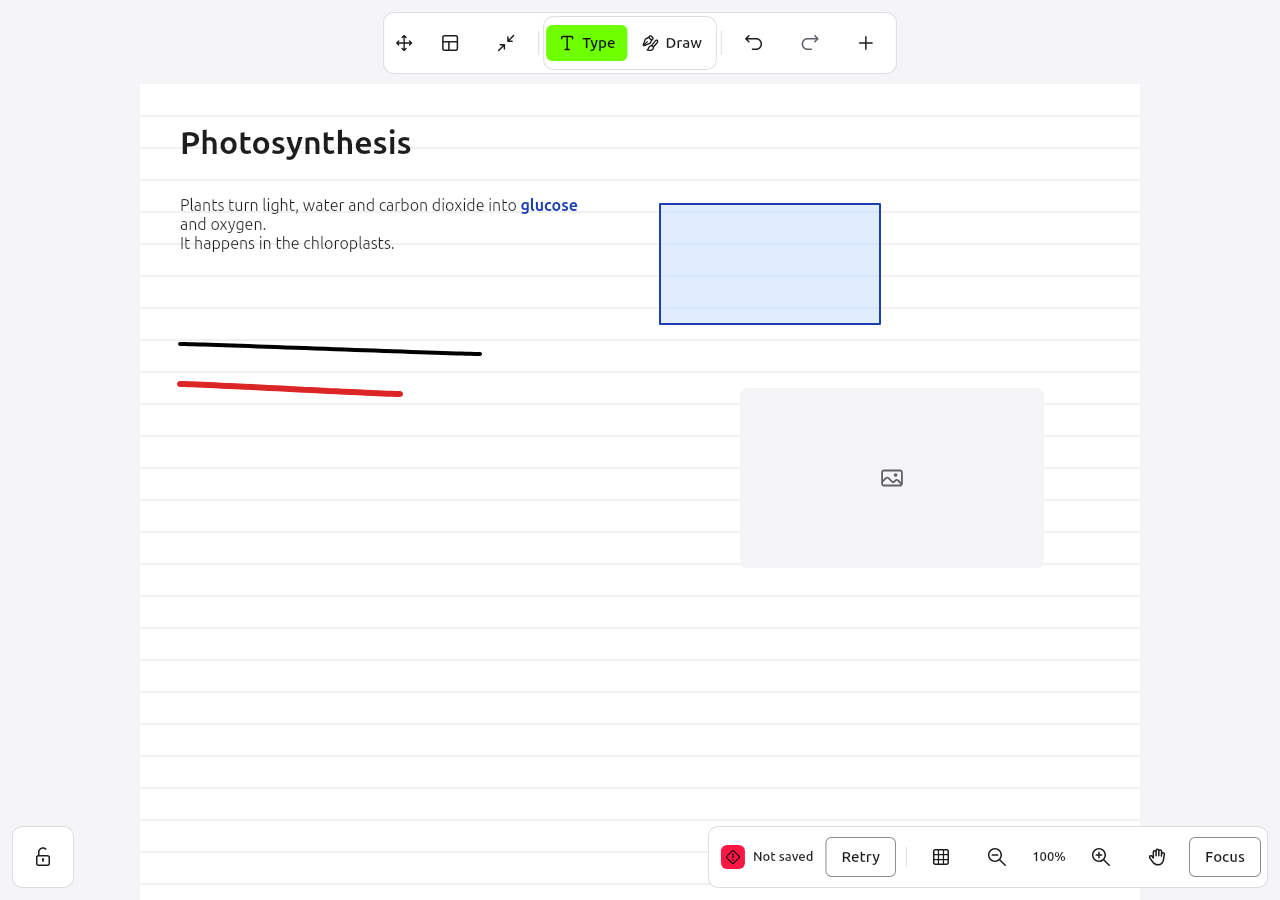 Type
Draw
Photosynthesis
Plants turn light, water and carbon dioxide into glucose
and oxygen.
It happens in the chloroplasts.
Not saved
Retry
100%
Focus